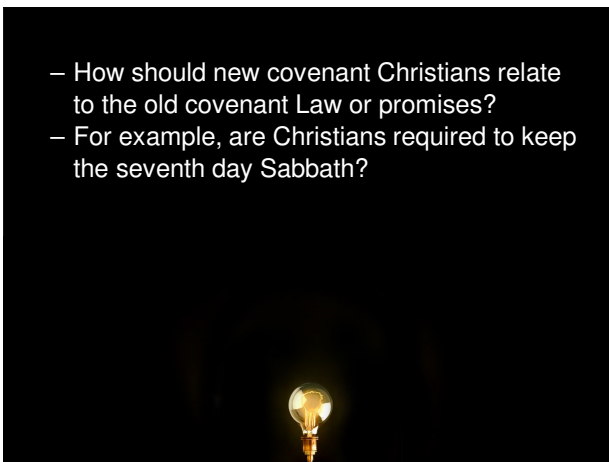 – How should new covenant Christians relate
to the old covenant Law or promises?
– For example, are Christians required to keep
the seventh day Sabbath?